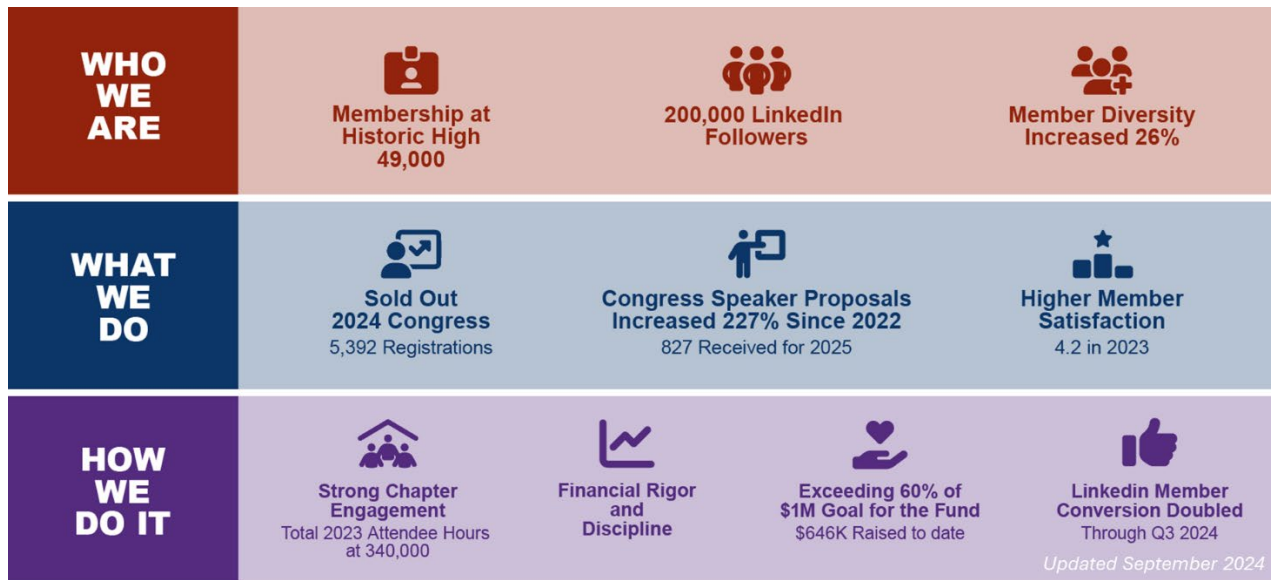 WHO
WE
ARE
Membership at
Historic High
49,000
200,000 LinkedIn
Followers
Member Diversity
Increased 26%
WHAT
WE
DO
Sold Out
2024 Congress
5,392 Registrations
Congress Speaker Proposals
Increased 227% Since 2022
827 Received for 2025
Higher Member
Satisfaction
4.2 in 2023
HOW
WE
DO IT
Strong Chapter
Engagement
Total 2023 Attendee Hours
at 340,000
Financial Rigor
and
Discipline
Exceeding 60% of
$1M Goal for the Fund
$646K Raised to date
Linkedin Member
Conversion Doubled
Through Q3 2024
Updated September 2024